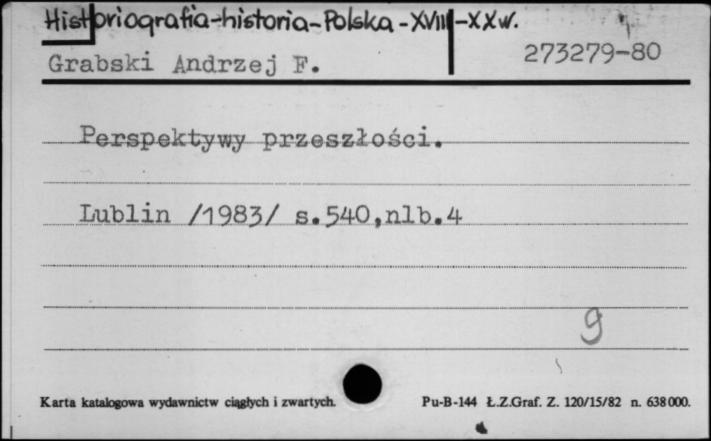 Historiografia-historia-Polska-XVIII-XXw.
Grabski Andrzej F.
273279-80
Perspektywy przeszłości.
Lublin /1983/ s.540,nlb.4
9
Karta katalogowa wydawnictw ciągłych i zwartych.
Pu-B-144 Ł.Z.Graf. Z. 120/15/82 n. 638000.